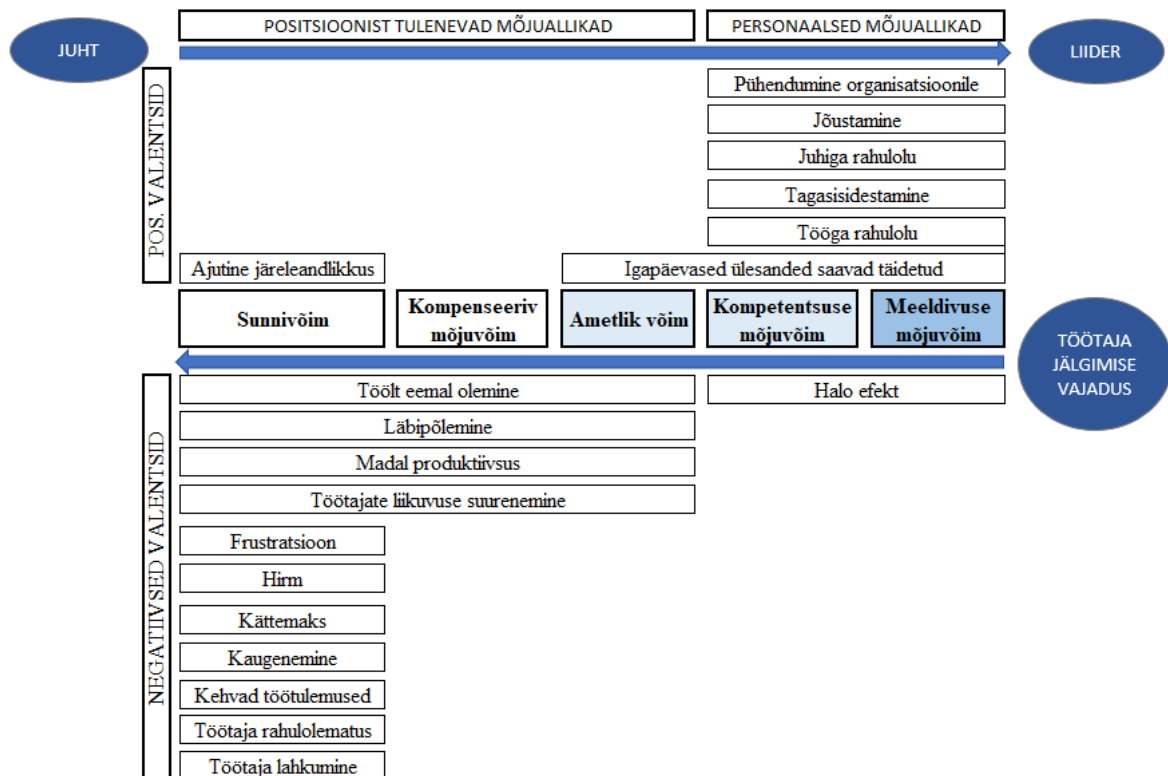 POSITSIOONIST TULENEVAD MÕJUALLIKAD
PERSONAALSED MÕJUALLIKAD
JUHT
LIIDER
POS. VALENTSID
Pühendumine organisatsioonile
Jõustamine
Juhiga rahulolu
Tagasisidestamine
Tööga rahulolu
Ajutine järeleandlikkus
Igapäevased ülesanded saavad täidetud
Sunnivõim
Kompenseeriv
mõjuvõim
Ametlik võim
Kompetentsuse
mõjuvõim
Meeldivuse
mõjuvõim
TÖÖTAJA
JÄLGIMISE
VAJADUS
NEGATIIVSED VALENTSID
Töölt eemal olemine
Halo efekt
Läbipõlemine
Madal produktiivsus
Töötajate liikuvuse suurenemine
Frustratsioon
Hirm
Kättemaks
Kaugenemine
Kehvad töötulemused
Töötaja rahulolematus
Töötaja lahkumine